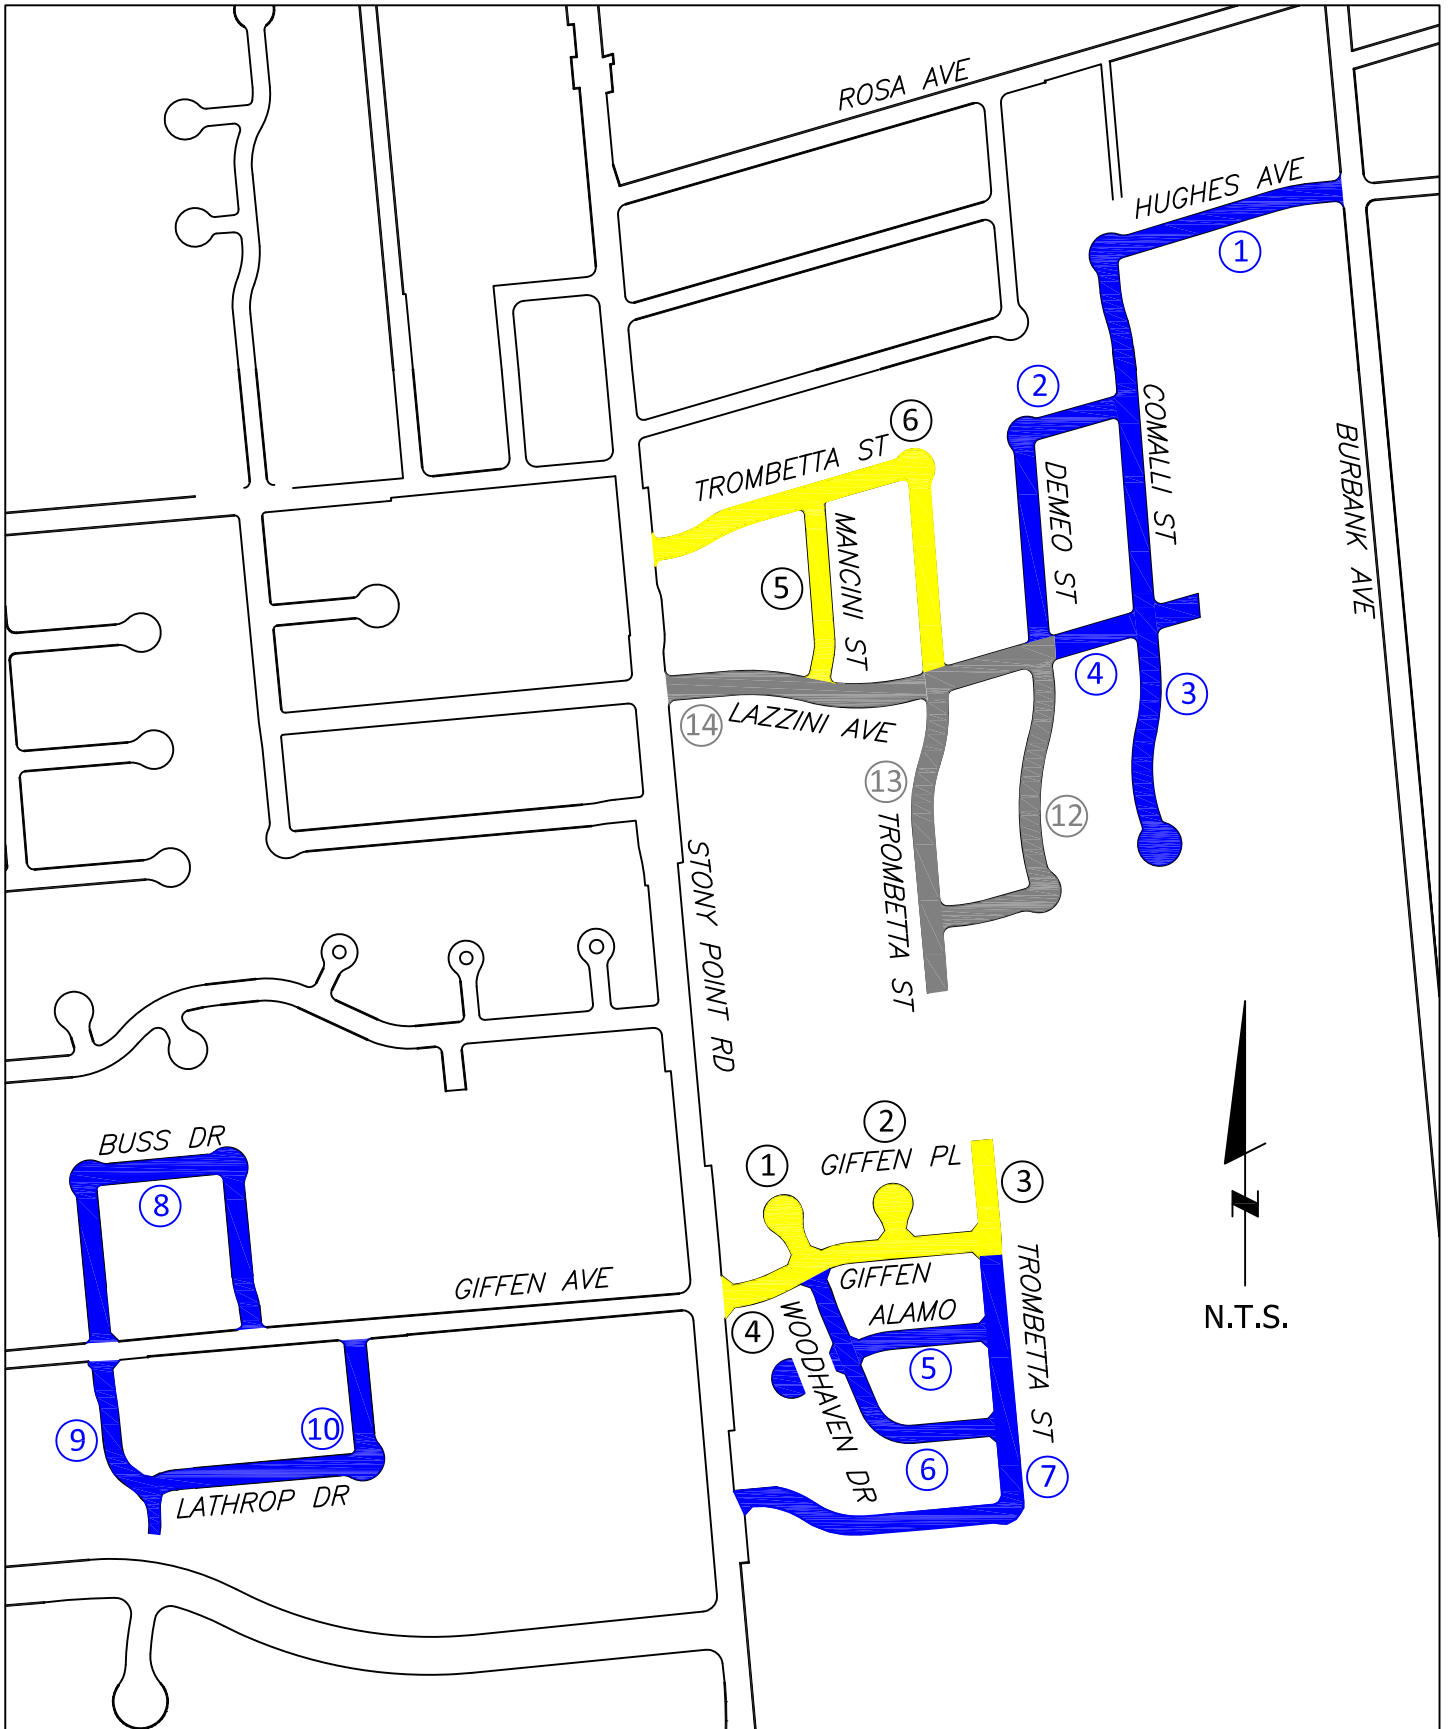 ROSA AVE
HUGHES AVE
1
2
COMALLI ST
6
TROMBETTA ST
BURBANK AVE
DEMEO ST
MANCINI ST
5
4
3
14
LAZZINI AVE
13
12
TROMBETTA ST
STONY POINT RD
2
BUSS DR
1
GIFFEN PL
3
8
GIFFEN AVE
GIFFEN
TROMBETTA ST
ALAMO
N.T.S.
4
WOODHAVEN DR
5
9
10
6
7
LATHROP DR